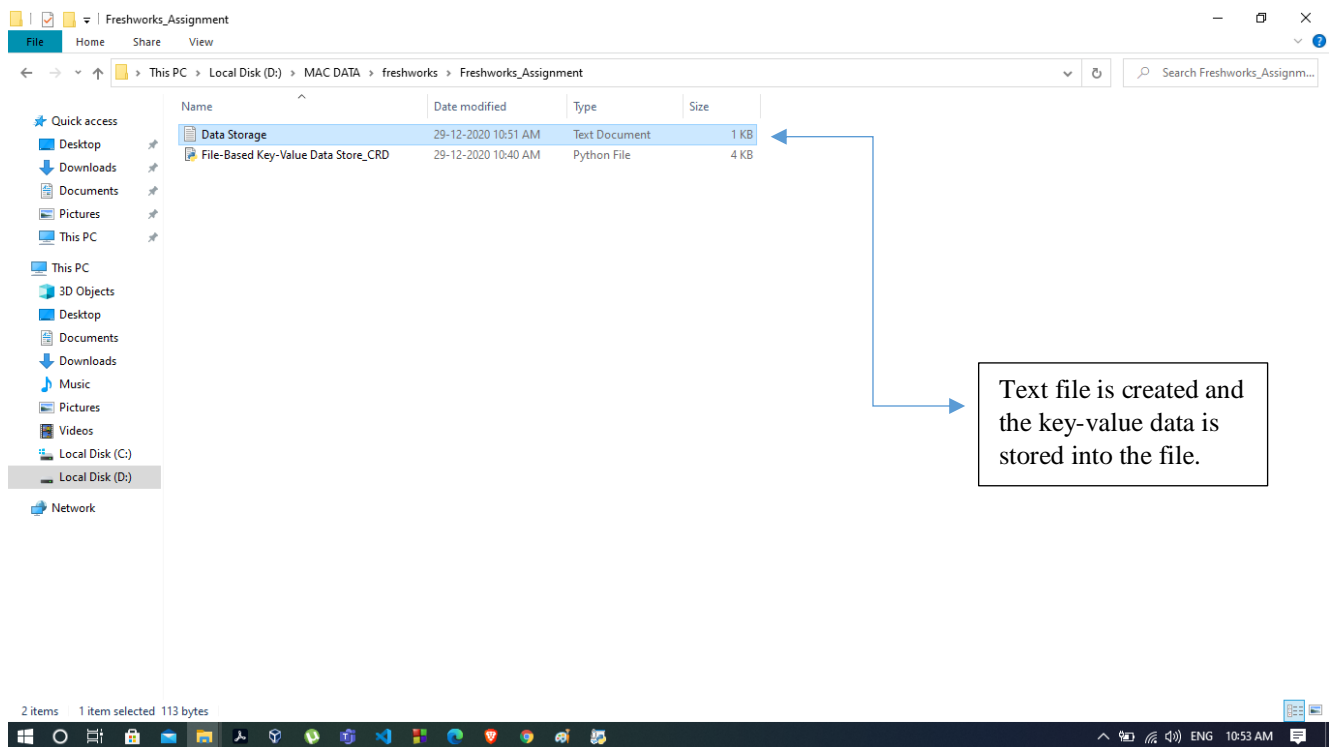 Freshworks_Assignment
File Home Share View
This PC > Local Disk (D:) > MAC DATA > freshworks > Freshworks_Assignment
Search Freshworks_Assignm...
Name Date modified Type Size
Data Storage 29-12-2020 10:51 AM Text Document 1 KB
File-Based Key-Value Data Store_CRD 29-12-2020 10:40 AM Python File 4 KB
Quick access
Desktop
Downloads
Documents
Pictures
This PC
This PC
3D Objects
Desktop
Documents
Downloads
Music
Pictures
Videos
Local Disk (C:)
Local Disk (D:)
Network
Text file is created and
the key-value data is
stored into the file.
2 items 1 item selected 113 bytes
ENG 10:53 AM